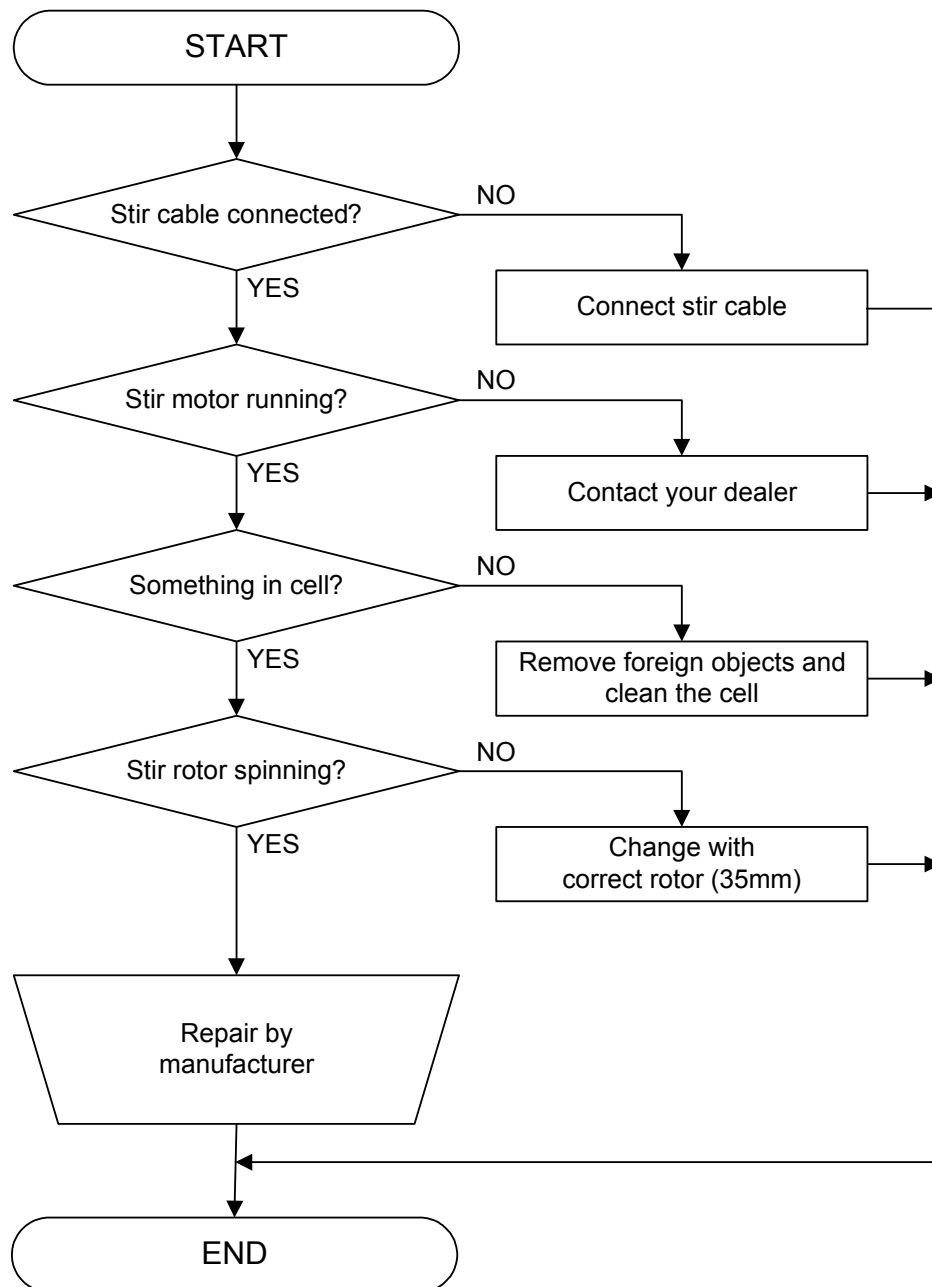 START
Stir cable connected?
NO
YES
Connect stir cable
Stir motor running?
NO
YES
Contact your dealer
Something in cell?
NO
YES
Remove foreign objects and
clean the cell
Stir rotor spinning?
NO
YES
Change with
correct rotor (35mm)
Repair by
manufacturer
END